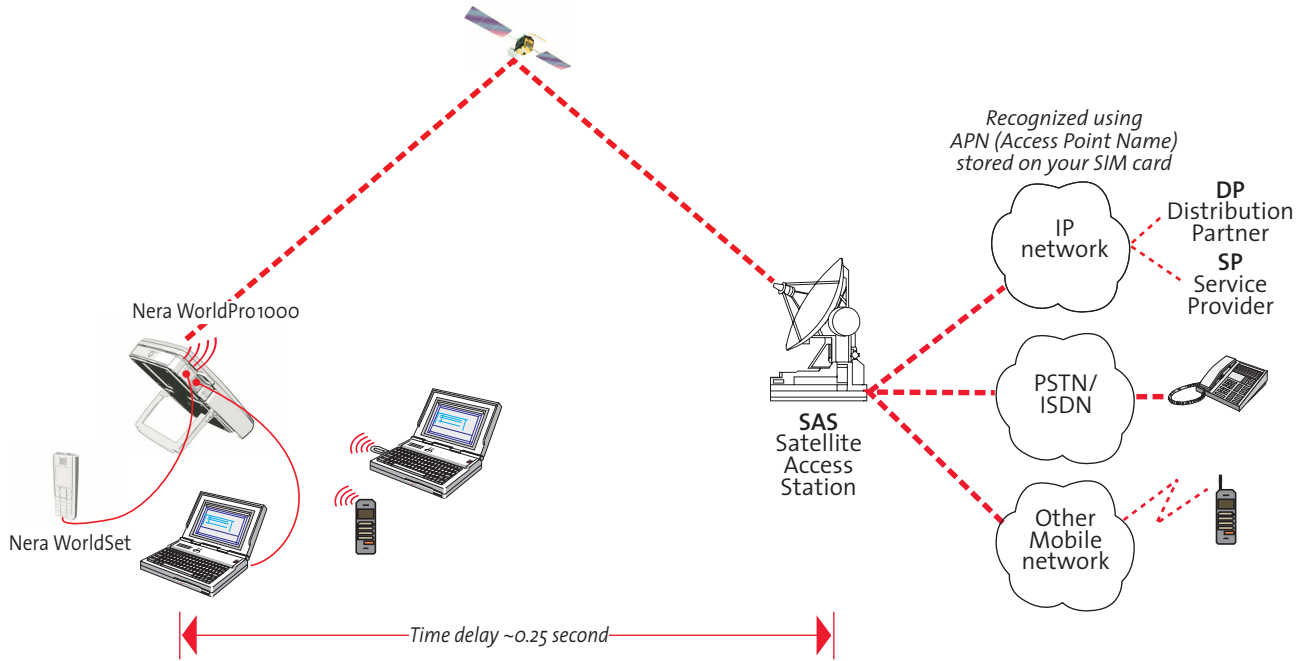 Recognized using
APN (Access Point Name)
stored on your SIM card
IP
network
DP
Distribution
Partner
SP
Service
Provider
Nera WorldPro1000
PSTN/
ISDN
SAS
Satellite
Access
Station
Other
Mobile
network
Nera WorldSet
Time delay ~0.25 second